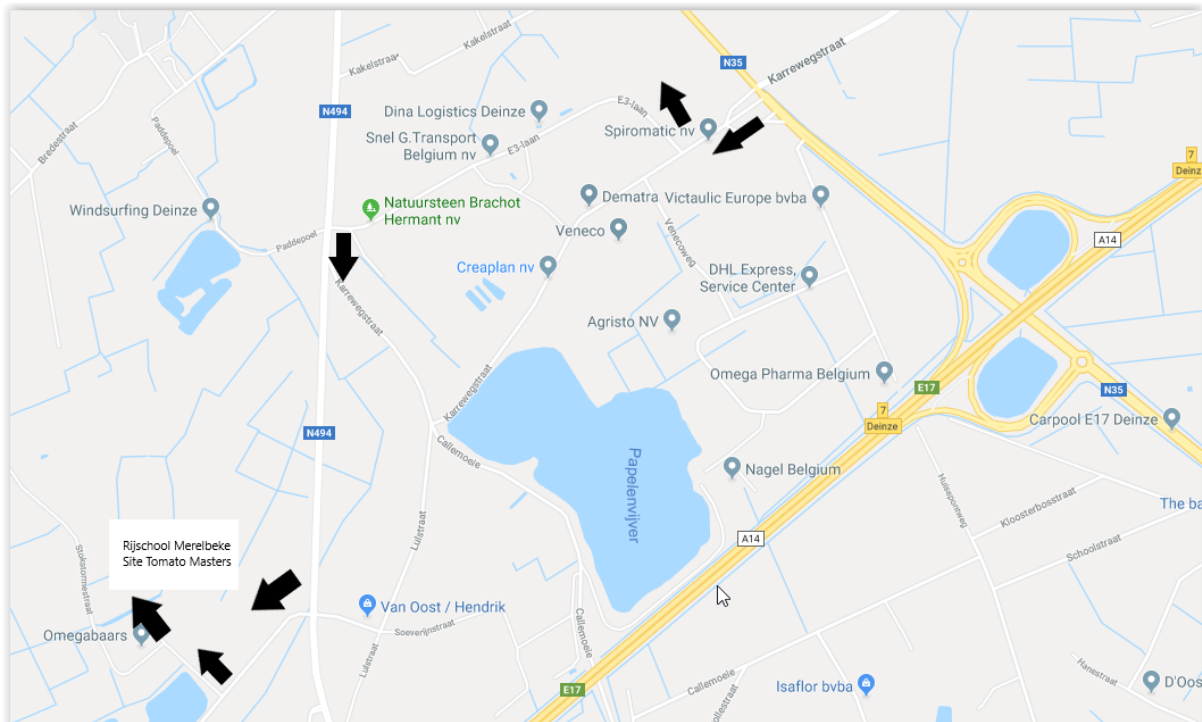 Kakelstraat
Kakelstraat
N35
Karrewegstraat
N494
Dina Logistics Deinze
E3-laan
Spiromatic nv
Bredestraat
Paddepoel
Snel G.Transport
Belgium nv
E3-laan
7
Deinze
Windsurfing Deinze
Natuursteen Brachot
Hermant nv
Dematra
Victaulic Europe bvba
Paddepoel
Veneco
Venecoweg
A14
Creaplan nv
DHL Express,
Service Center
Karrewegstraat
Agristo NV
Karrewegstraat
Omega Pharma Belgium
E17
N35
7
Deinze
Carpool E17 Deinze
N494
Callemoeie
Papelenvijver
Nagel Belgium
Huisepontweg
Kloosterbosstraat
The ba
Lulstraat
A14
Schoolstraat
Rijschool Merelbeke
Site Tomato Masters
Stokstormestraat
Van Oost / Hendrik
Omegabaars
Soeverijnstraat
Callemoeie
Lulstraat
Callemoeie
Hanestraat
E17
Isaflor bvba
D'Oos
ollestraat